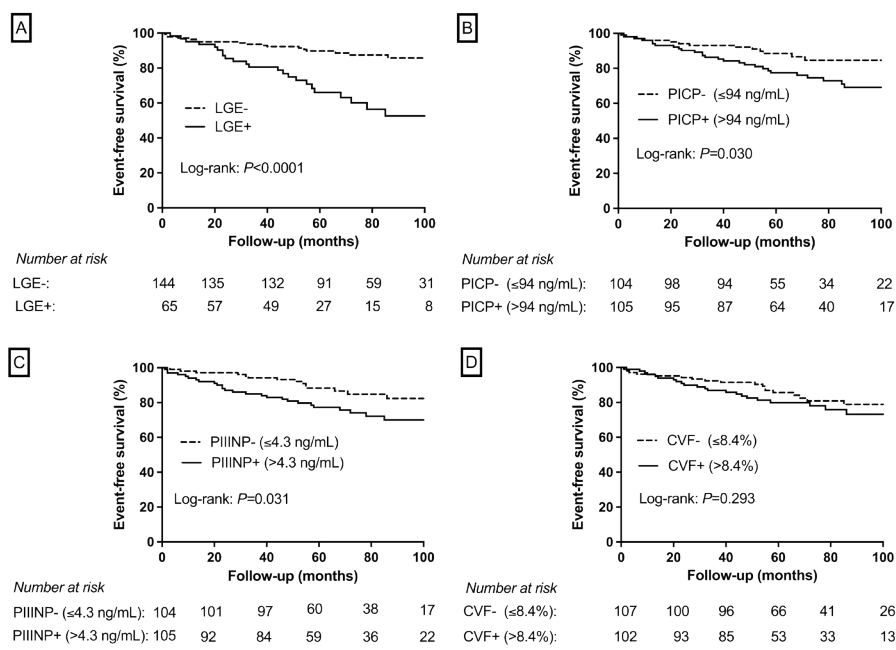 A
Event-free survival (%)
100
80
60
40
20
0
LGE-
LGE+
Log-rank: P<0.0001
0 20 40 60 80 100
Follow-up (months)
Number at risk
LGE-: 144 135 132 91 59 31
LGE+: 65 57 49 27 15 8
B
Event-free survival (%)
100
80
60
40
20
0
PICP- (≤94 ng/mL)
PICP+ (>94 ng/mL)
Log-rank: P=0.030
0 20 40 60 80 100
Follow-up (months)
Number at risk
PICP- (≤94 ng/mL): 104 98 94 55 34 22
PICP+ (>94 ng/mL): 105 95 87 64 40 17
C
Event-free survival (%)
100
80
60
40
20
0
PIIINP- (≤4.3 ng/mL)
PIIINP+ (>4.3 ng/mL)
Log-rank: P=0.031
0 20 40 60 80 100
Follow-up (months)
Number at risk
PIIINP- (≤4.3 ng/mL): 104 101 97 60 38 17
PIIINP+ (>4.3 ng/mL): 105 92 84 59 36 22
D
Event-free survival (%)
100
80
60
40
20
0
CVF- (≤8.4%)
CVF+ (>8.4%)
Log-rank: P=0.293
0 20 40 60 80 100
Follow-up (months)
Number at risk
CVF- (≤8.4%): 107 100 96 66 41 26
CVF+ (>8.4%): 102 93 85 53 33 13